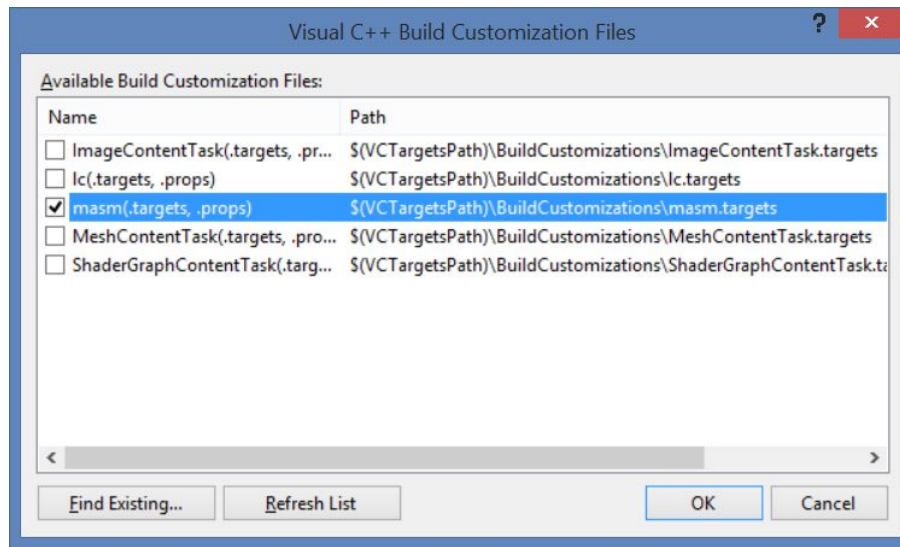 Visual C++ Build Customization Files
? ×
Available Build Customization Files:
Name Path
ImageContentTask(.targets, .pr... $(VCTargetsPath)\BuildCustomizations\ImageContentTask.targets
lc(.targets, .props) $(VCTargetsPath)\BuildCustomizations\lc.targets
masm(.targets, .props) $(VCTargetsPath)\BuildCustomizations\masm.targets
MeshContentTask(.targets, .pro... $(VCTargetsPath)\BuildCustomizations\MeshContentTask.targets
ShaderGraphContentTask(.targ... $(VCTargetsPath)\BuildCustomizations\ShaderGraphContentTask.ta
Find Existing... Refresh List OK Cancel